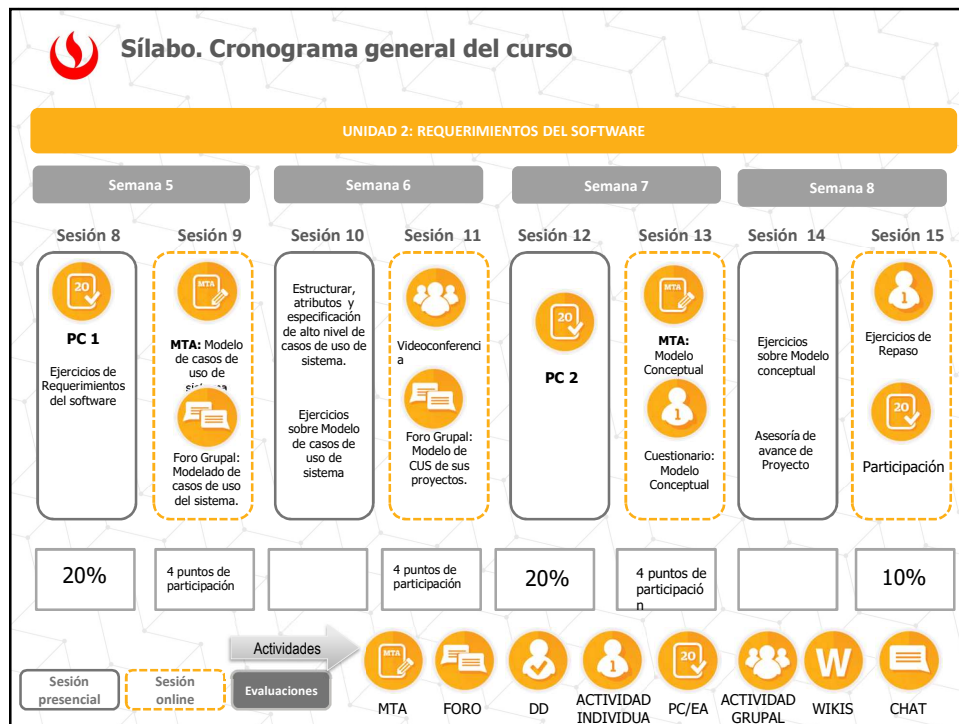 Sílabo. Cronograma general del curso
UNIDAD 2: REQUERIMIENTOS DEL SOFTWARE
Semana 5
Semana 6
Semana 7
Semana 8
Sesión 8
Sesión 9
Sesión 10
Sesión 11
Sesión 12
Sesión 13
Sesión 14
Sesión 15
20
PC 1
Ejercicios de
Requerimientos
del software
MTA
MTA: Modelo
de casos de
uso de
sistema
Foro Grupal:
Modelado de
casos de uso
del sistema.
Estructurar,
atributos y
especificación
de alto nivel de
casos de uso de
sistema.
Ejercicios
sobre Modelo
de casos de
uso de
sistema
Videoconferenci
a
Foro Grupal:
Modelo de
CUS de sus
proyectos.
20
PC 2
MTA
MTA:
Modelo
Conceptual
1
Cuestionario:
Modelo
Conceptual
Ejercicios
sobre Modelo
conceptual
Asesoría de
avance de
Proyecto
1
Ejercicios de
Repaso
20
Participación
20%
4 puntos de
participación
4 puntos de
participación
20%
4 puntos de
participació
n
10%
Actividades
Sesión
presencial
Sesión
online
Evaluaciones
MTA
MTA
FORO
DD
1
ACTIVIDAD
INDIVIDUA
20
PC/EA
ACTIVIDAD
GRUPAL
W
WIKIS
CHAT